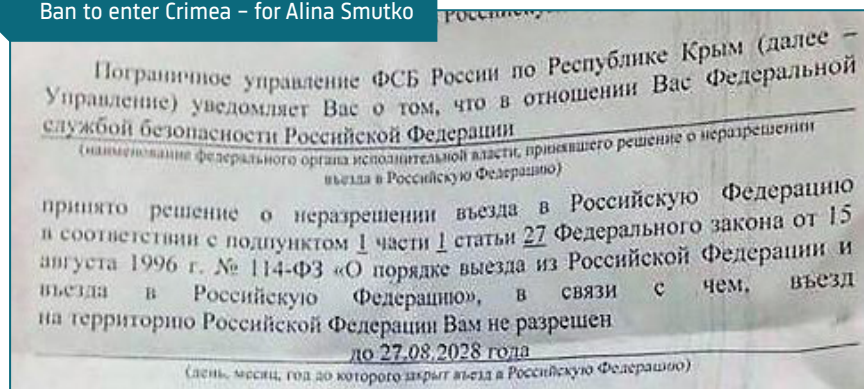 Ban to enter Crimea – for Alina Smutko
Пограничное управление ФСБ России по Республике Крым (далее –
Управление) уведомляет Вас о том, что в отношении Вас Федеральной
службой безопасности Российской Федерации
(наименование федерального органа исполнительной власти, принявшего решение о неразрешении
въезда в Российскую Федерацию)
принято решение о неразрешении въезда в Российскую Федерацию
в соответствии с подпунктом 1 части 1 статьи 27 Федерального закона от 15
августа 1996 г. № 114-ФЗ «О порядке выезда из Российской Федерации и
въезда в Российскую Федерацию», в связи с чем, въезд
на территорию Российской Федерации Вам не разрешен
до 27.08.2028 года
(день, месяц, год до которого закрыт въезд в Российскую Федерацию)